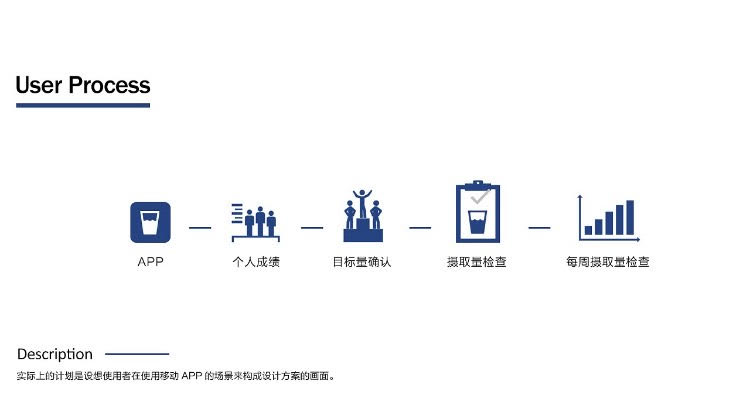 User Process
APP
个人成绩
目标量确认
摄取量检查
每周摄取量检查
Description
实际上的计划是设想使用者在使用移动 APP 的场景来构成设计方案的画面。